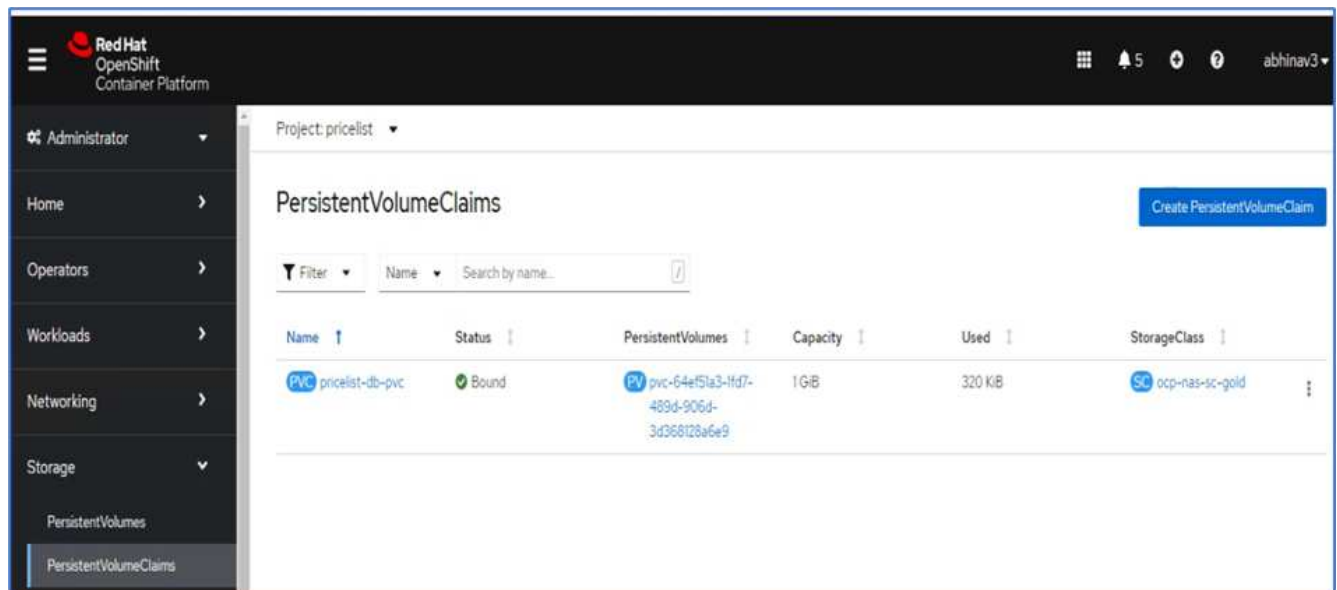 Red Hat
OpenShift
Container Platform
5
abhinav3
Administrator
Project: pricelist
Home
PersistentVolumeClaims
Create PersistentVolumeClaim
Operators
Filter
Name
Search by name...
/
Workloads
Name
Status
PersistentVolumes
Capacity
Used
StorageClass
PVC pricelist-db-pvc
Bound
PV pvc-64ef51a3-1fd7-
489d-906d-
3d368128a6e9
1 GiB
320 KiB
SC ocp-nas-sc-gold
Networking
Storage
PersistentVolumes
PersistentVolumeClaims